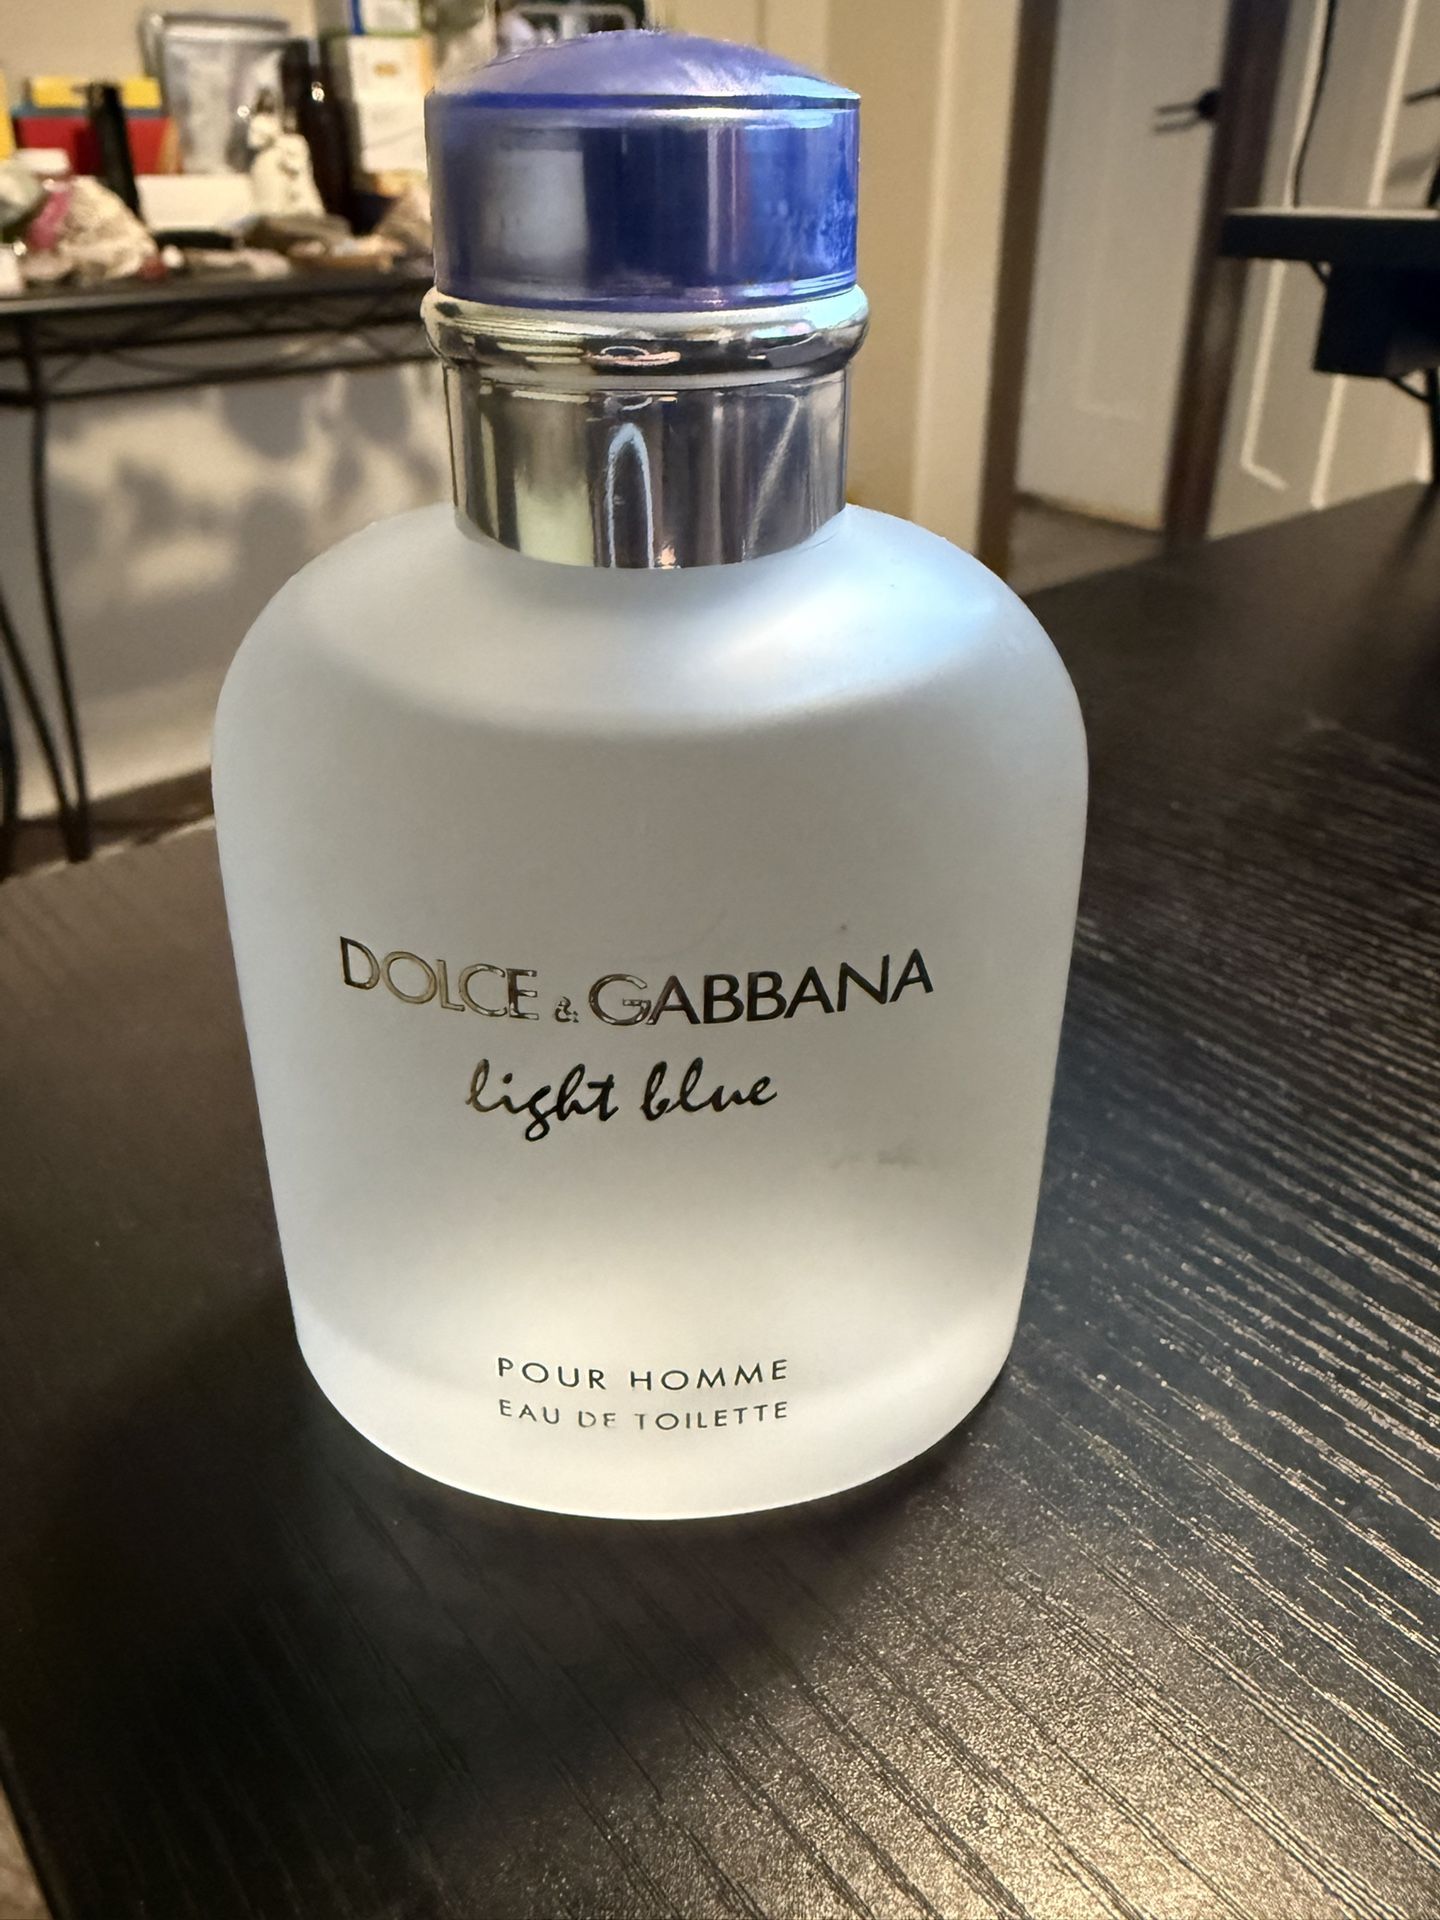 DOLCE & GABBANA
light blue
POUR HOMME
EAU DE TOILETTE